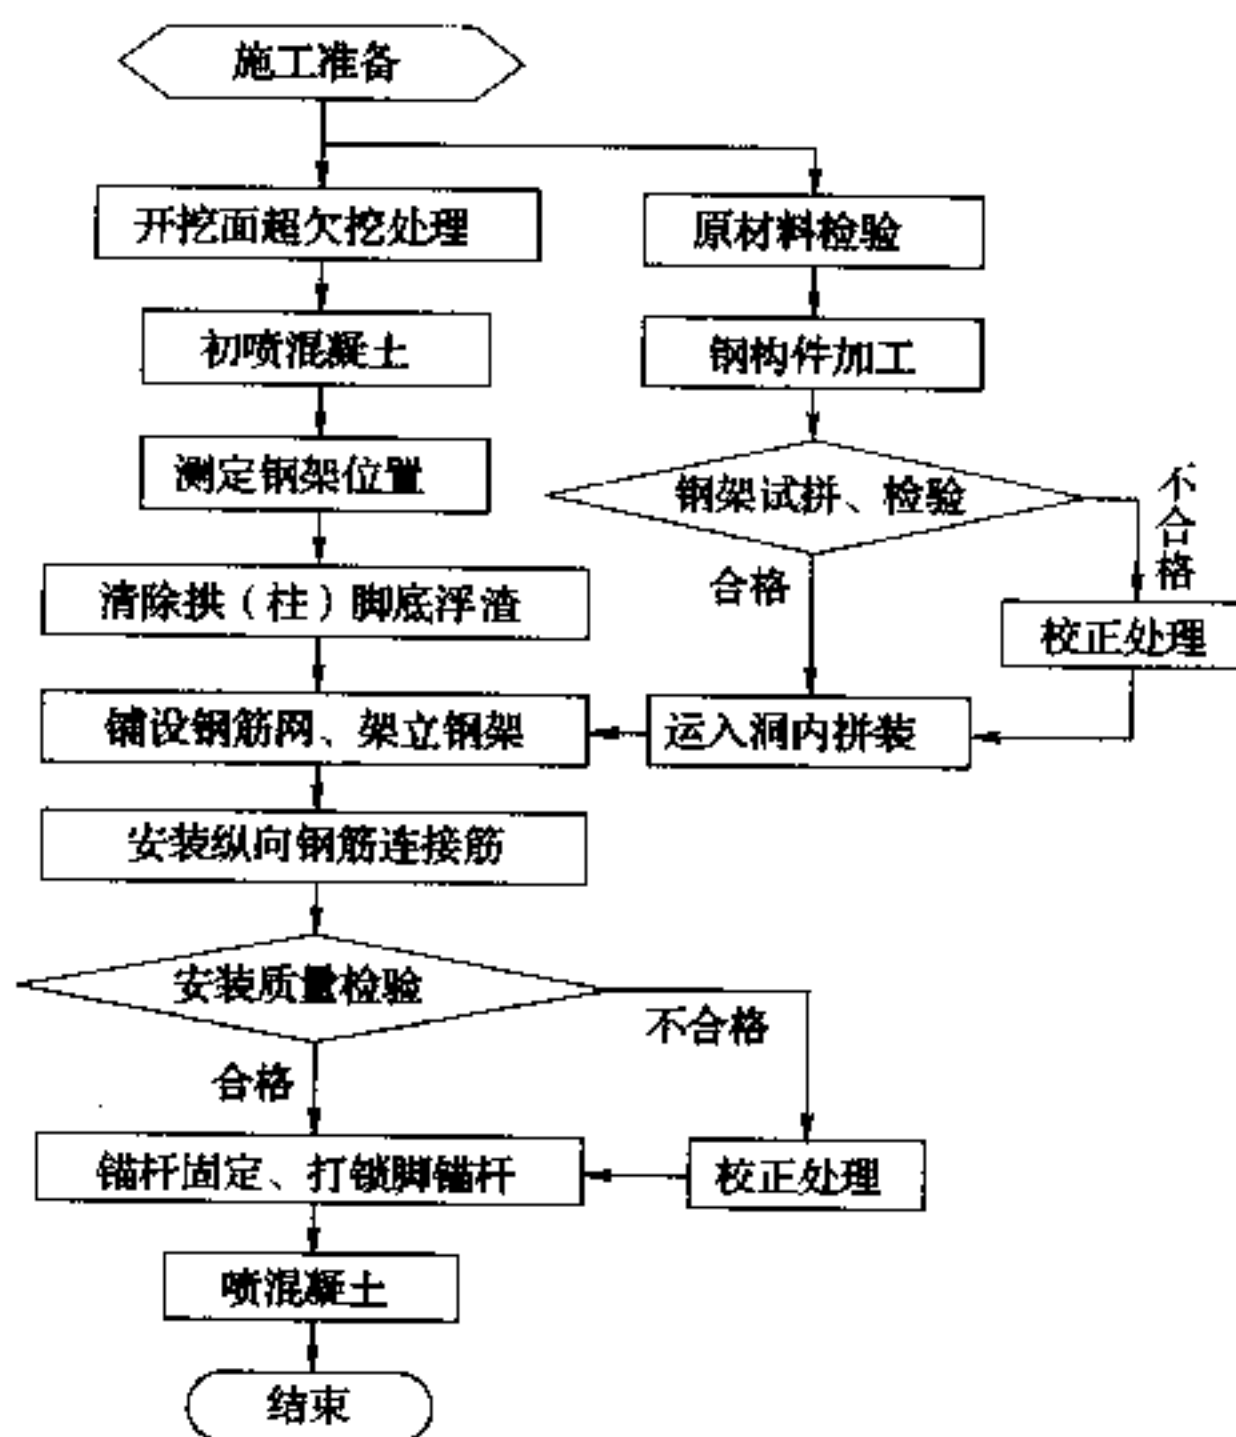 施工准备
开挖面超欠挖处理
原材料检验
初喷混凝土
钢构件加工
测定钢架位置
钢架试拼、检验
不合格
合格
清除拱（柱）脚底浮渣
校正处理
铺设钢筋网、架立钢架
运入洞内拼装
安装纵向钢筋连接筋
安装质量检验
不合格
合格
锚杆固定、打锁脚锚杆
校正处理
喷混凝土
结束